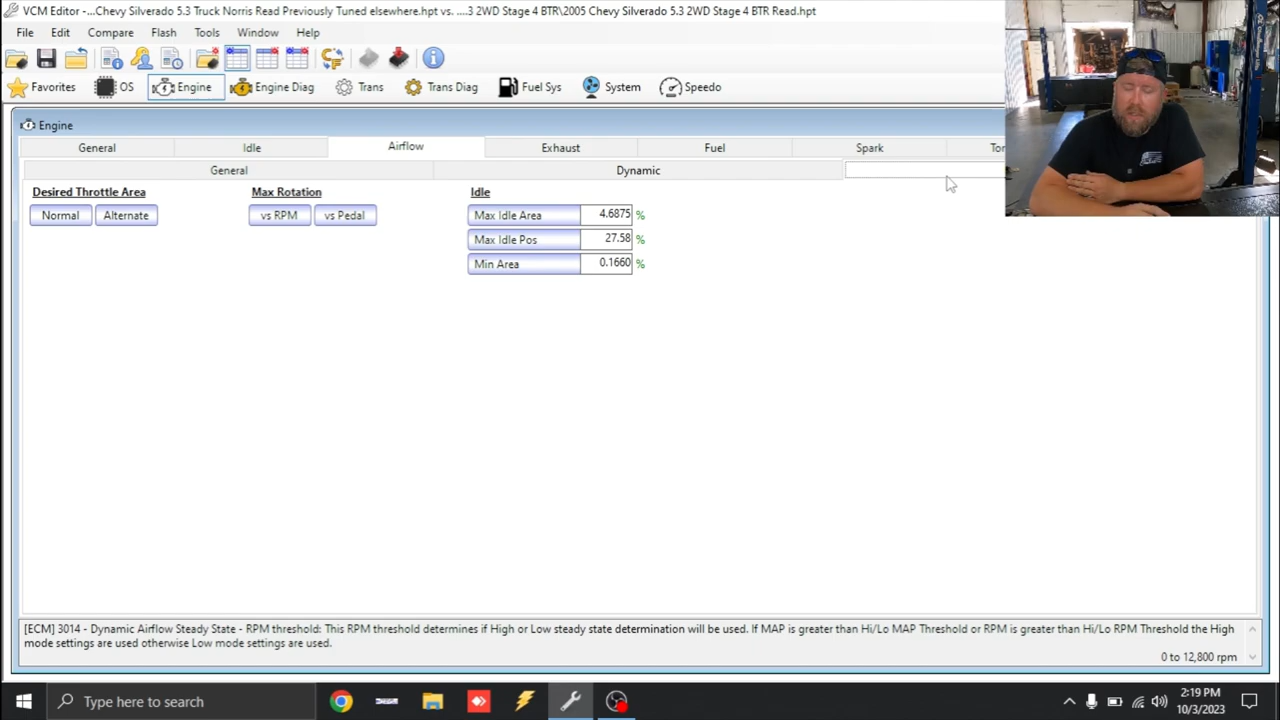 VCM Editor -...Chevy Silverado 5.3 Truck Norris Read Previously Tuned elsewhere.hpt vs. ....3 2WD Stage 4 BTR\2005 Chevy Silverado 5.3 2WD Stage 4 BTR Read.hpt
File Edit Compare Flash Tools Window Help
Favorites OS Engine Engine Diag Trans Trans Diag Fuel Sys System Speedo
Engine
General Idle Airflow Exhaust Fuel Spark Tor
General Dynamic
Desired Throttle Area Max Rotation Idle
Normal Alternate vs RPM vs Pedal Max Idle Area 4.6875 %
Max Idle Pos 27.58 %
Min Area 0.1660 %
[ECM] 3014 - Dynamic Airflow Steady State - RPM threshold: This RPM threshold determines if High or Low steady state determination will be used. If MAP is greater than Hi/Lo MAP Threshold or RPM is greater than Hi/Lo RPM Threshold the High
mode settings are used otherwise Low mode settings are used.
0 to 12,800 rpm
Type here to search
2:19 PM
10/3/2023